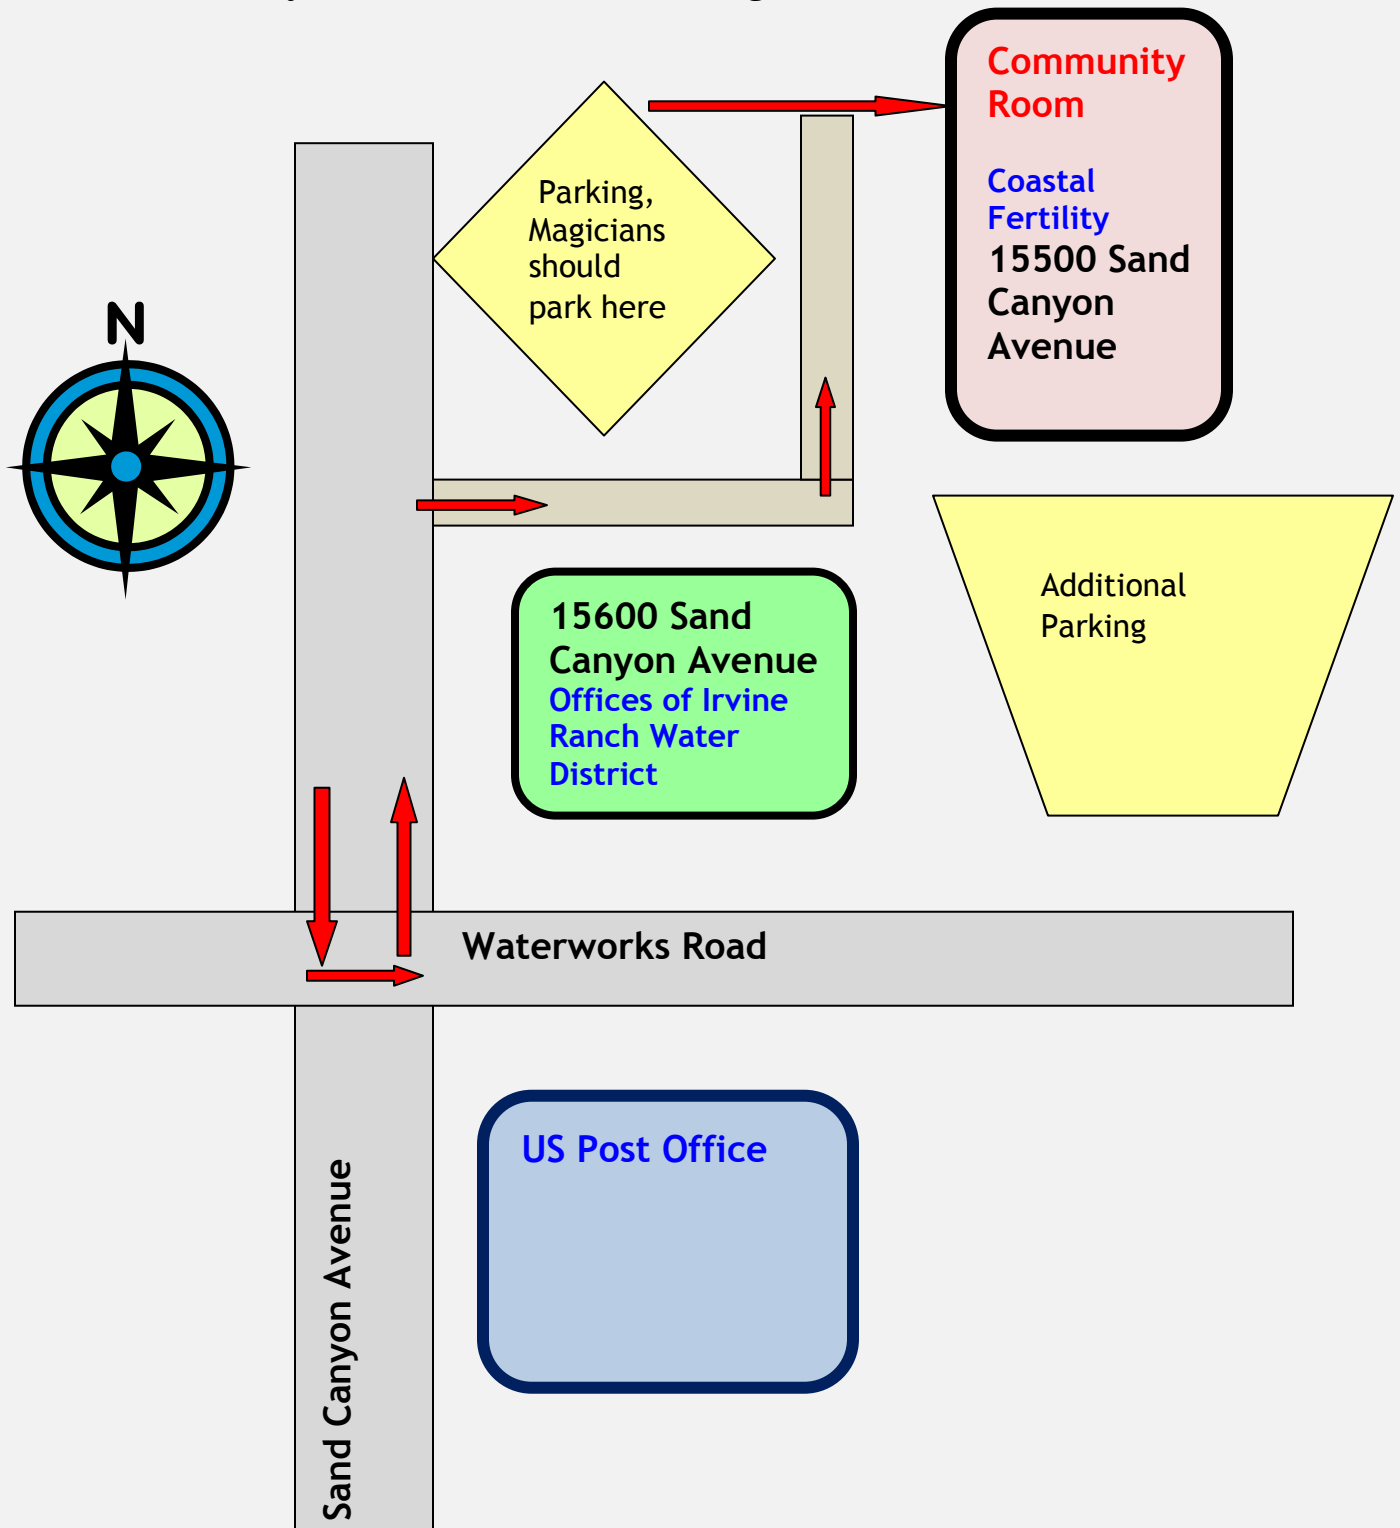 Community
Room
Coastal
Fertility
15500 Sand
Canyon
Avenue
Parking,
Magicians
should
park here
N
Additional
Parking
15600 Sand
Canyon Avenue
Offices of Irvine
Ranch Water
District
Waterworks Road
US Post Office
Sand Canyon Avenue